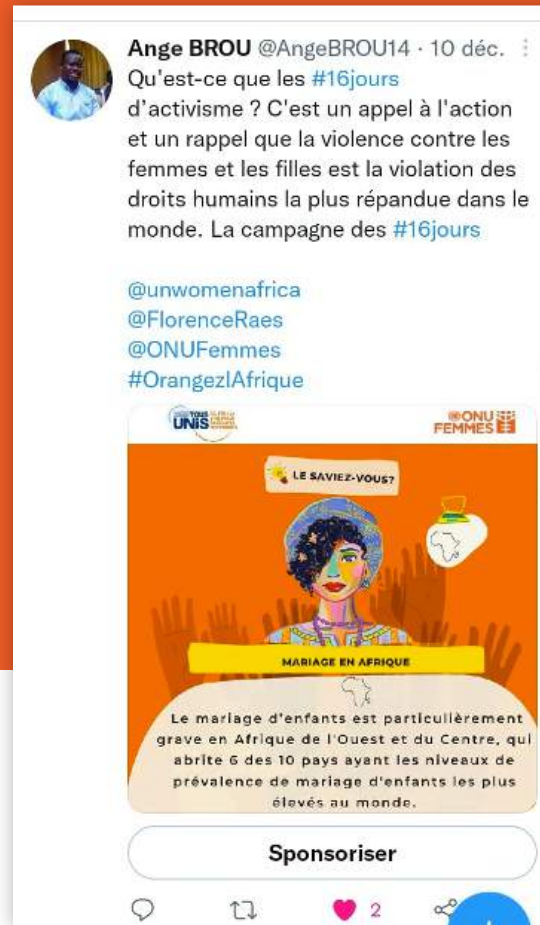 Ange BROU @AngeBROU14 · 10 déc.
Qu'est-ce que les #16jours
d'activisme ? C'est un appel à l'action
et un rappel que la violence contre les
femmes et les filles est la violation des
droits humains la plus répandue dans le
monde. La campagne des #16jours
@unwomenafrica
@FlorenceRaes
@ONUFemmes
#OrangezlAfrique
TOUS
UNIS
ONU
FEMMES
LE SAVIEZ-VOUS?
MARIAGE EN AFRIQUE
Le mariage d'enfants est particulièrement
grave en Afrique de l'Ouest et du Centre, qui
abrite 6 des 10 pays ayant les niveaux de
prévalence de mariage d'enfants les plus
élevés au monde.
Sponsoriser
2